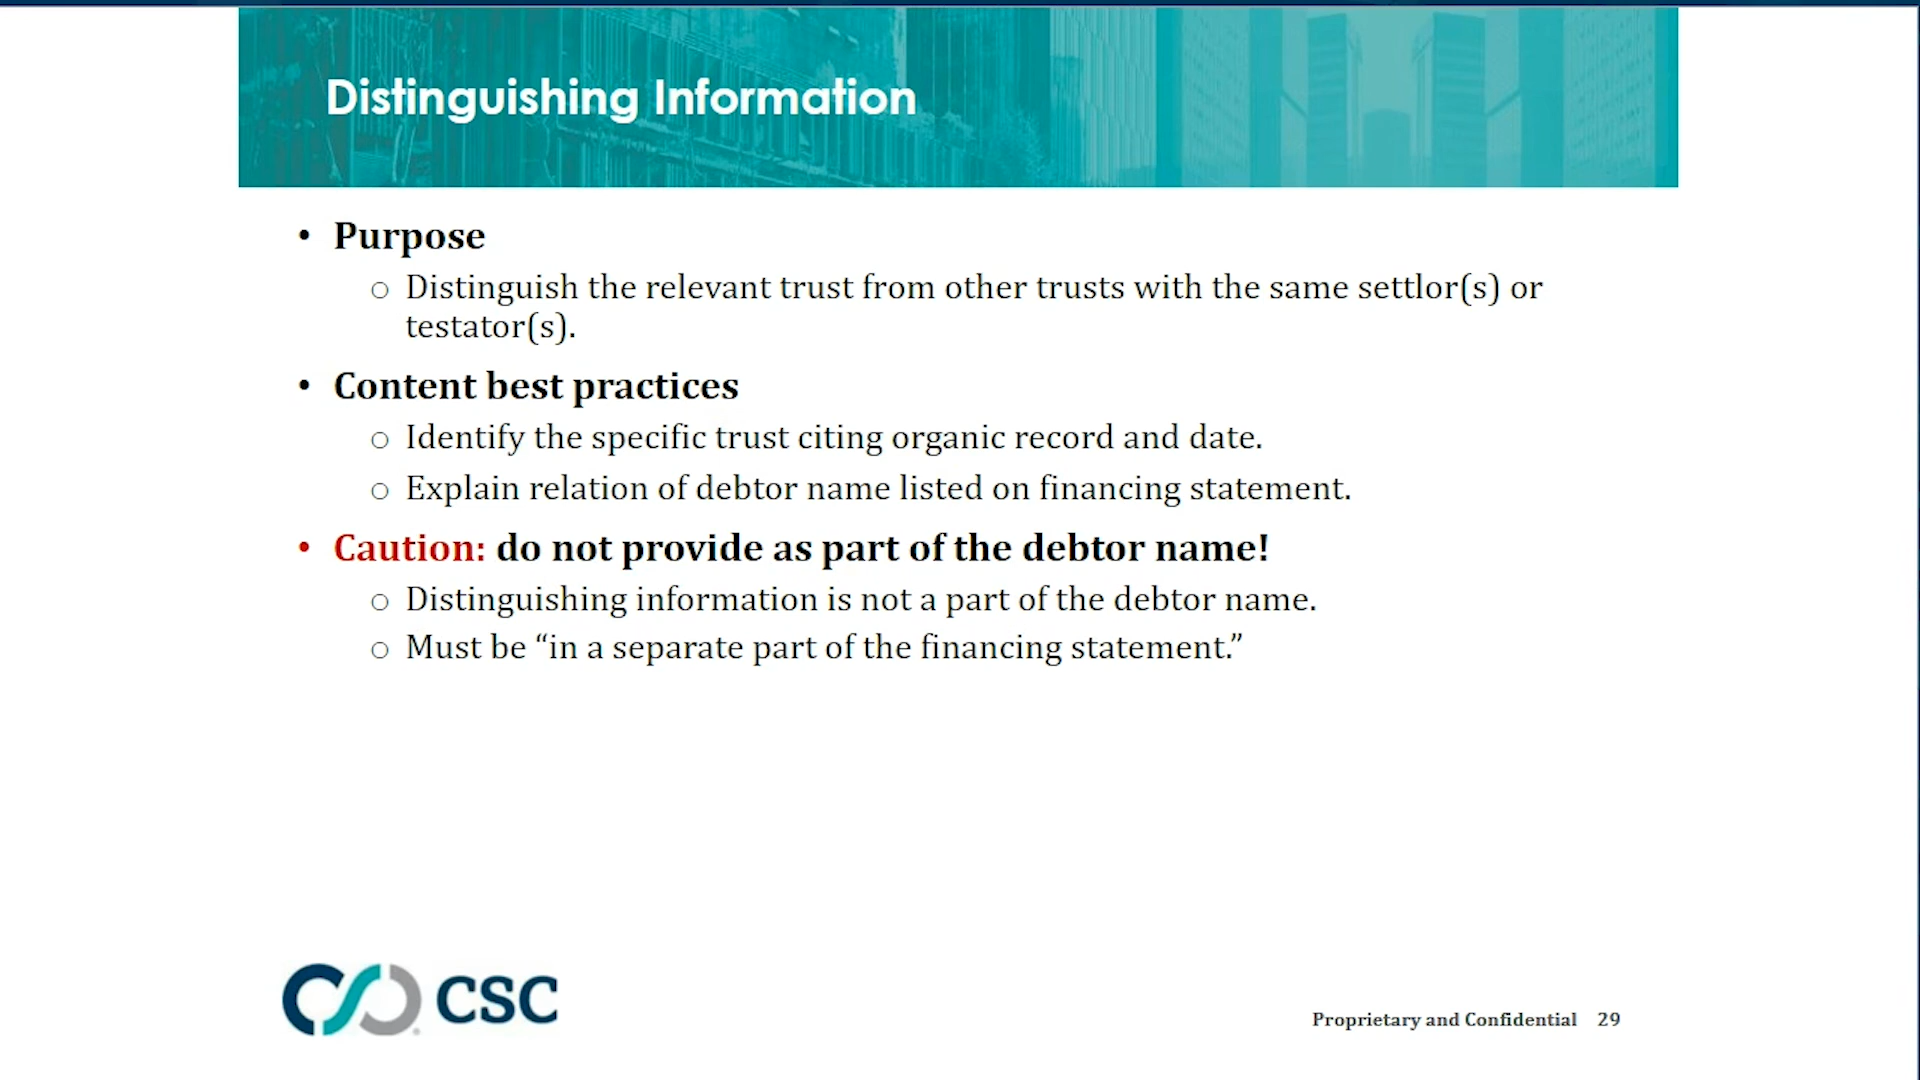 Distinguishing Information
• Purpose
○ Distinguish the relevant trust from other trusts with the same settlor(s) or
testator(s).
• Content best practices
○ Identify the specific trust citing organic record and date.
○ Explain relation of debtor name listed on financing statement.
• Caution: do not provide as part of the debtor name!
○ Distinguishing information is not a part of the debtor name.
○ Must be “in a separate part of the financing statement.”
CSC
Proprietary and Confidential 29